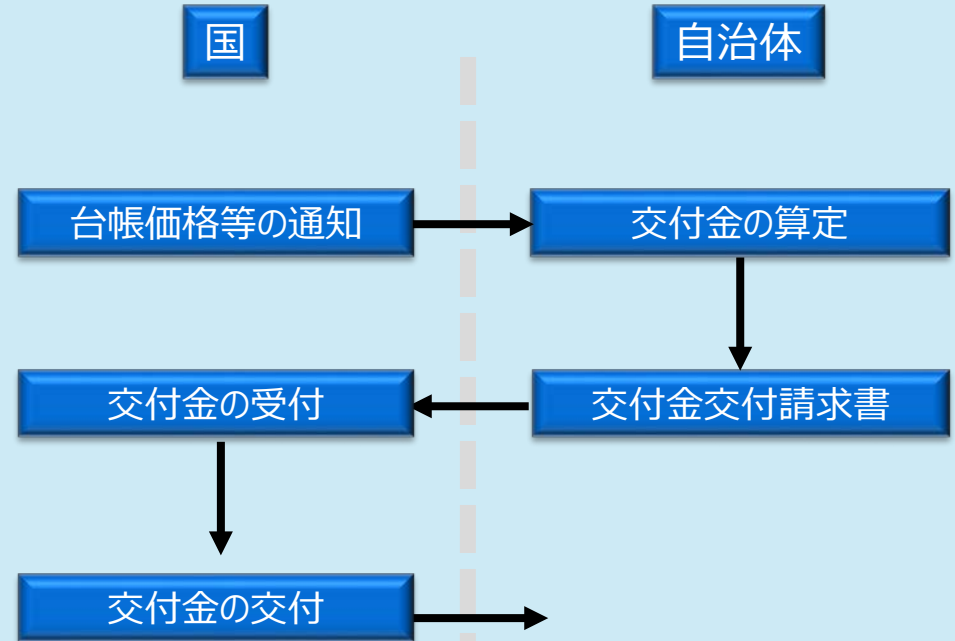 国
自治体
台帳価格等の通知
交付金の算定
交付金の受付
交付金交付請求書
交付金の交付